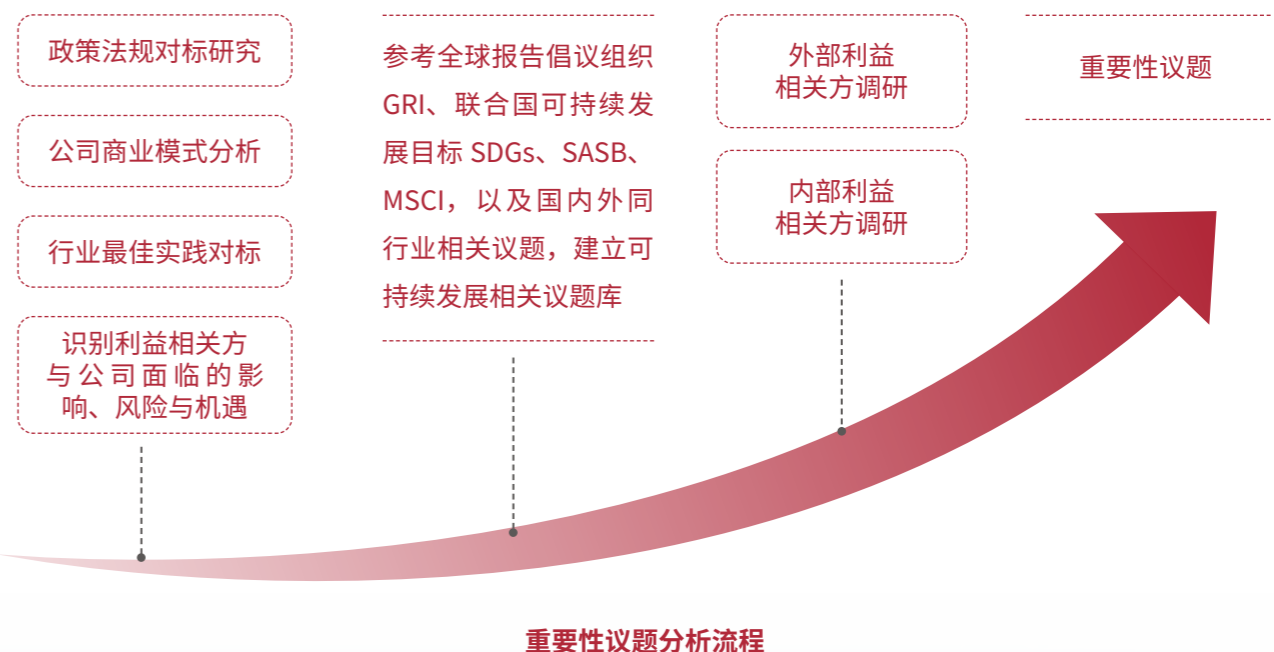 政策法规对标研究
公司商业模式分析
行业最佳实践对标
识别利益相关方
与公司面临的影
响、风险与机遇
参考全球报告倡议组织
GRI、联合国可持续发
展目标 SDGs、SASB、
MSCI，以及国内外同
行业相关议题，建立可
持续发展相关议题库
外部利益
相关方调研
内部利益
相关方调研
重要性议题
重要性议题分析流程